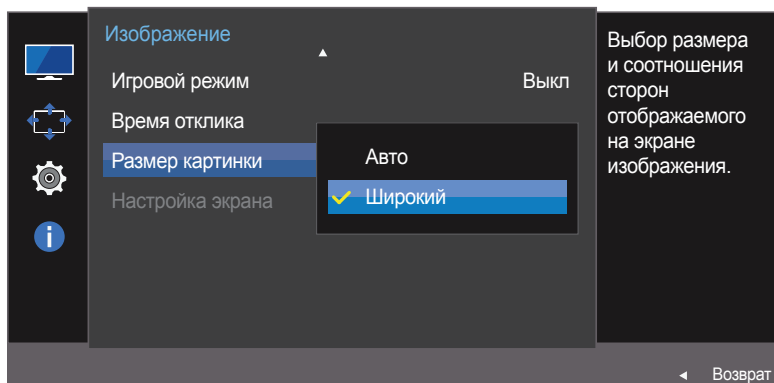 Изображение
Игровой режим Выкл
Время отклика
Размер картинки
Настройка экрана
Авто
Широкий
Выбор размера
и соотношения
сторон
отображаемого
на экране
изображения.
Возврат